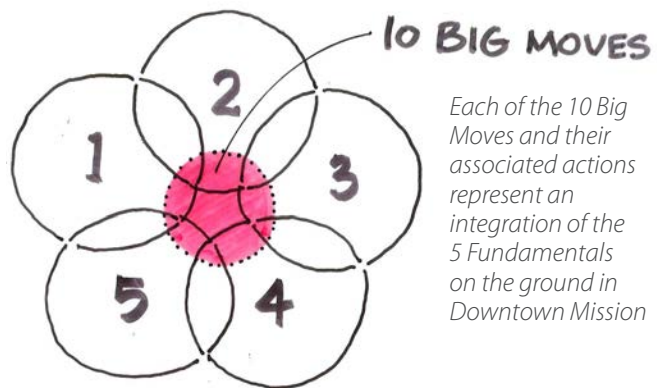 10 BIG MOVES
2
1
3
5
4
Each of the 10 Big
Moves and their
associated actions
represent an
integration of the
5 Fundamentals
on the ground in
Downtown Mission